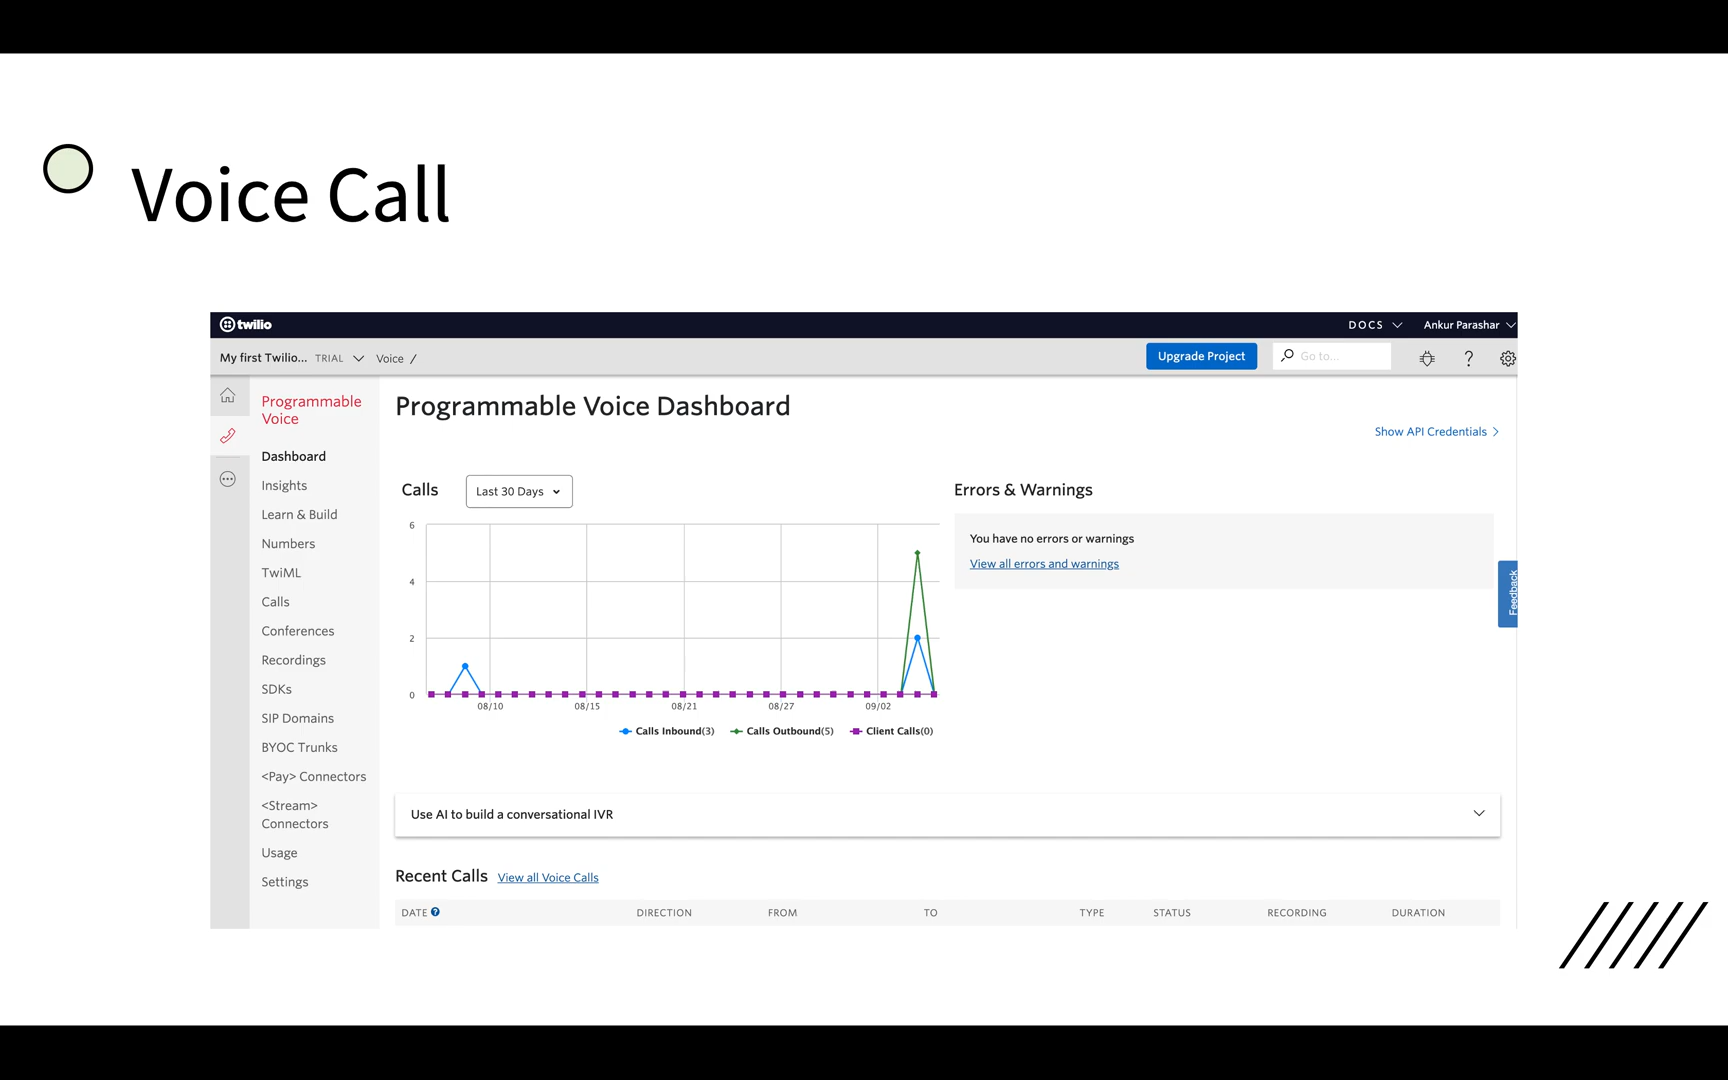 Voice Call
twilio
DOCS
Ankur Parashar
My first Twilio... TRIAL
Voice /
Upgrade Project
Go to...
?
Programmable
Voice
Dashboard
Insights
Learn & Build
Numbers
TwiML
Calls
Conferences
Recordings
SDKs
SIP Domains
BYOC Trunks
<Pay> Connectors
<Stream>
Connectors
Usage
Settings
Programmable Voice Dashboard
Show API Credentials >
Calls
Last 30 Days
6
4
2
0
08/10 08/15 08/21 08/27 09/02
Calls Inbound(3) Calls Outbound(5) Client Calls(0)
Errors & Warnings
You have no errors or warnings
View all errors and warnings
Feedback
Use AI to build a conversational IVR
Recent Calls View all Voice Calls
DATE ? DIRECTION FROM TO TYPE STATUS RECORDING DURATION